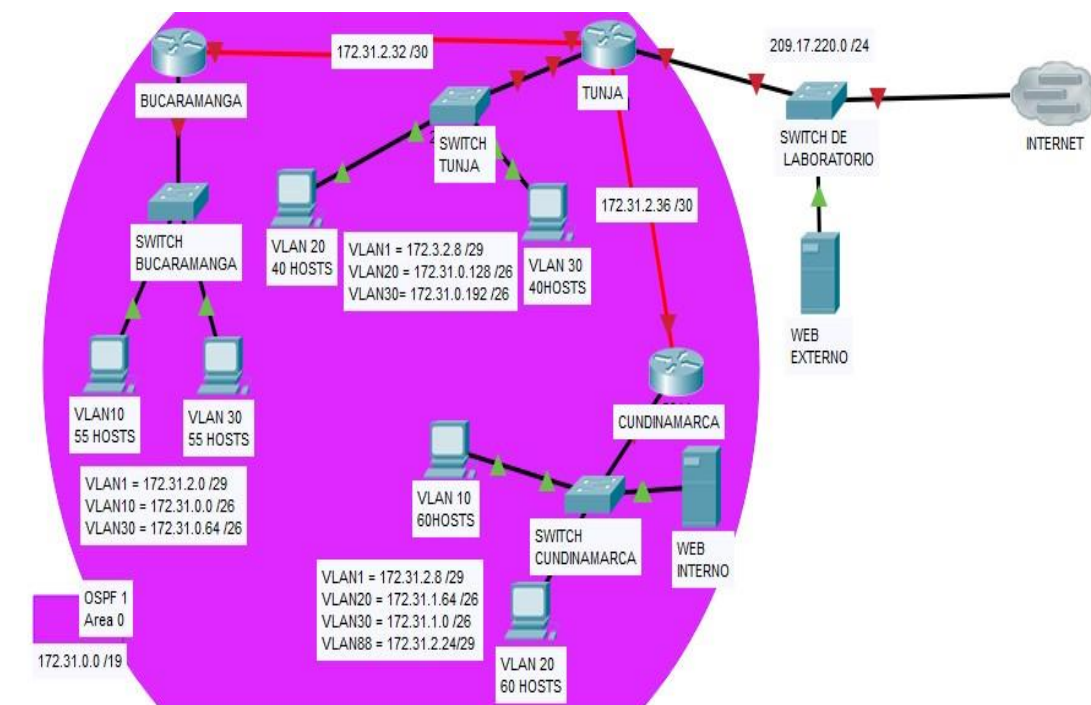 172.31.2.32 /30
209.17.220.0 /24
BUCARAMANGA
TUNJA
INTERNET
SWITCH
TUNJA
SWITCH DE
LABORATORIO
172.31.2.36 /30
SWITCH
BUCARAMANGA
VLAN 20
40 HOSTS
VLAN1 = 172.3.2.8 /29
VLAN20 = 172.31.0.128 /26
VLAN30= 172.31.0.192 /26
VLAN 30
40HOSTS
WEB
EXTERNO
VLAN10
55 HOSTS
VLAN 30
55 HOSTS
CUNDINAMARCA
VLAN1 = 172.31.2.0 /29
VLAN10 = 172.31.0.0 /26
VLAN30 = 172.31.0.64 /26
VLAN 10
60HOSTS
SWITCH
CUNDINAMARCA
WEB
INTERNO
VLAN1 = 172.31.2.8 /29
VLAN20 = 172.31.1.64 /26
VLAN30 = 172.31.1.0 /26
VLAN88 = 172.31.2.24/29
OSPF 1
Area 0
172.31.0.0 /19
VLAN 20
60 HOSTS